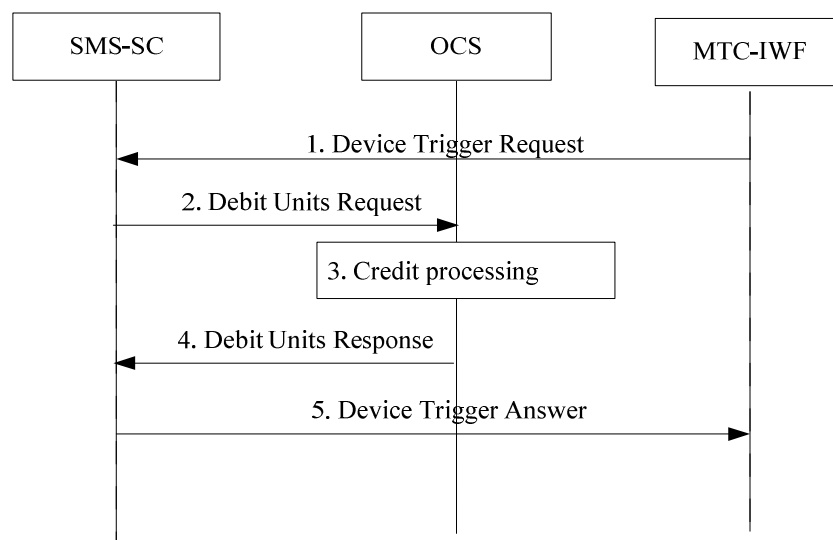 SMS-SC
OCS
MTC-IWF
1. Device Trigger Request
2. Debit Units Request
3. Credit processing
4. Debit Units Response
5. Device Trigger Answer